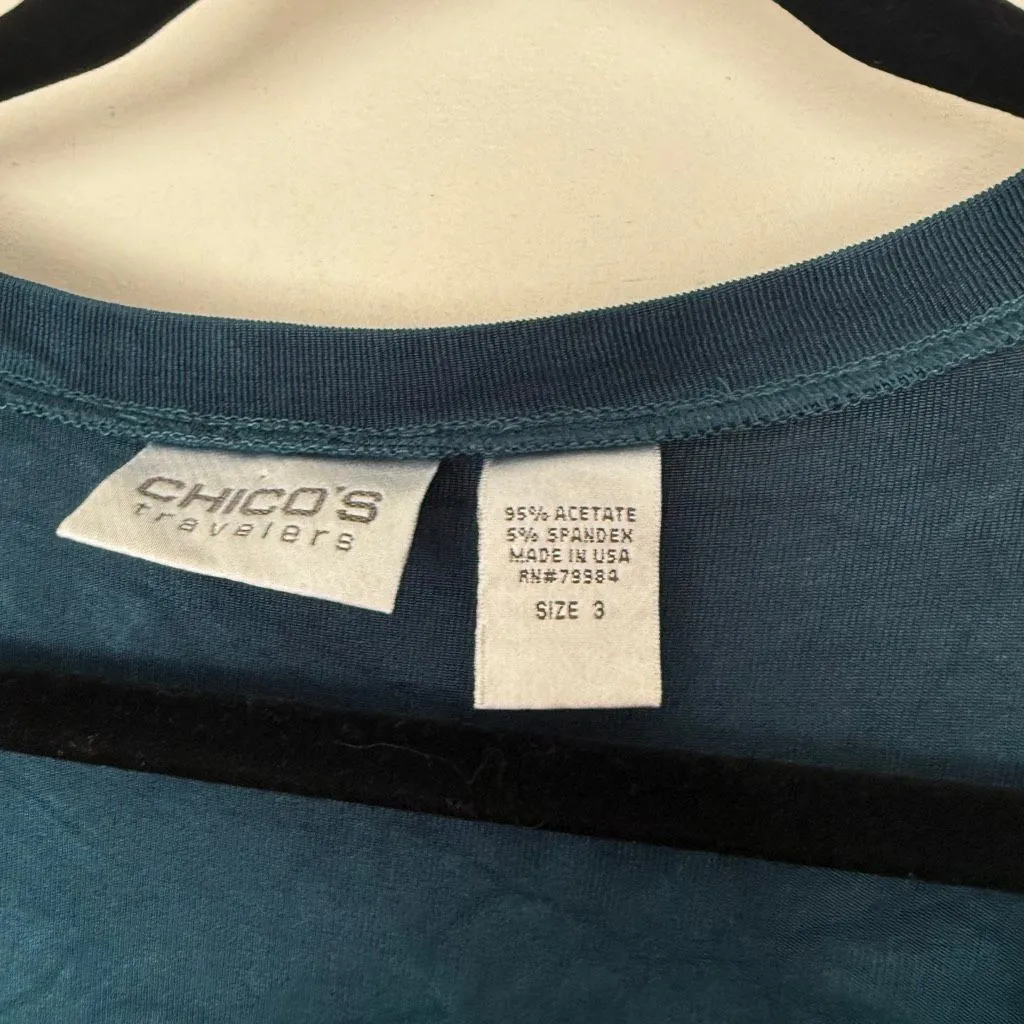 CHICO'S
travelers
95% ACETATE
5% SPANDEX
MADE IN USA
RN#79984
SIZE 3